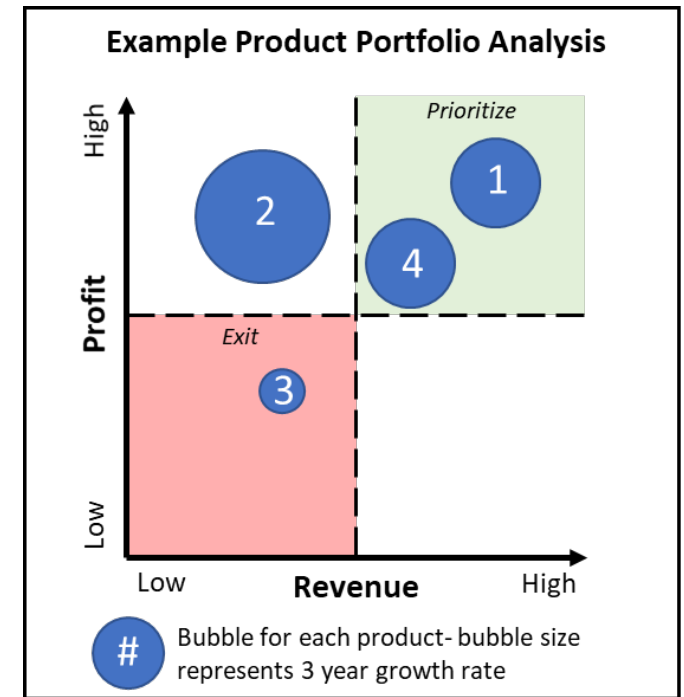 Example Product Portfolio Analysis
High
Prioritize
1
2
4
Profit
Exit
3
Low
Low
Revenue
High
#
Bubble for each product- bubble size
represents 3 year growth rate